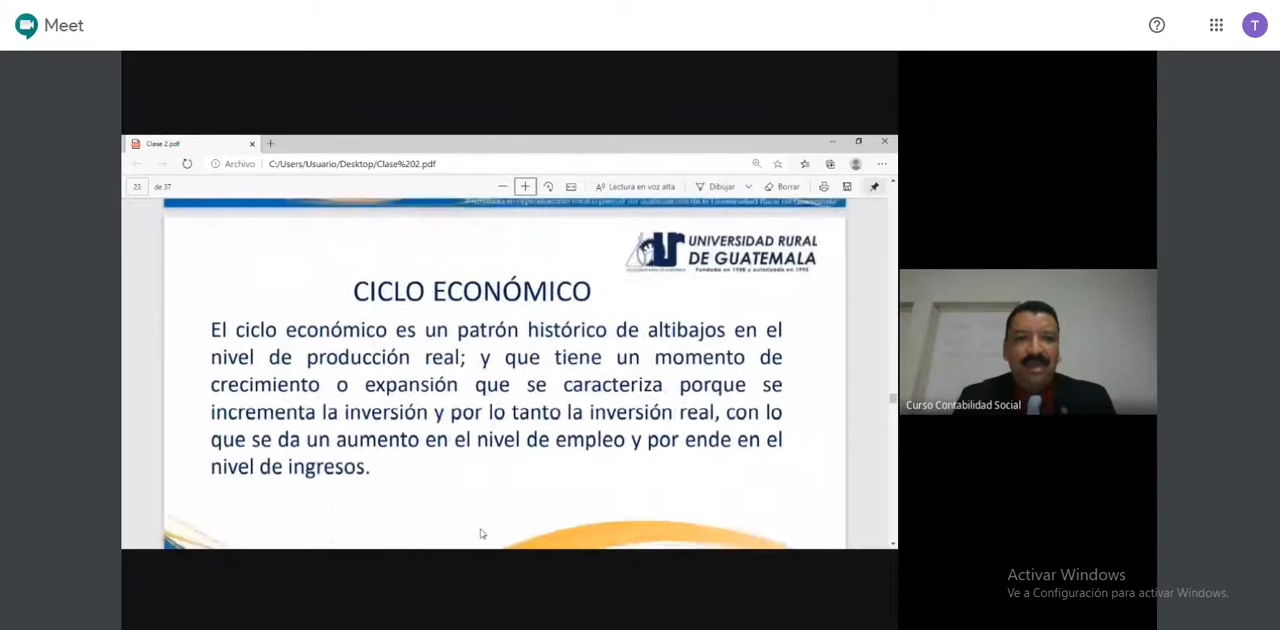 Meet
T
Clase 2.pdf
Archivo C:/Users/Usuario/Desktop/Clase%202.pdf
23 de 37 Lectura en voz alta Dibujar Borrar
UNIVERSIDAD RURAL
DE GUATEMALA
CICLO ECONÓMICO
El ciclo económico es un patrón histórico de altibajos en el
nivel de producción real; y que tiene un momento de
crecimiento o expansión que se caracteriza porque se
incrementa la inversión y por lo tanto la inversión real, con lo
que se da un aumento en el nivel de empleo y por ende en el
nivel de ingresos.
Curso Contabilidad Social
Activar Windows
Ve a Configuración para activar Windows.